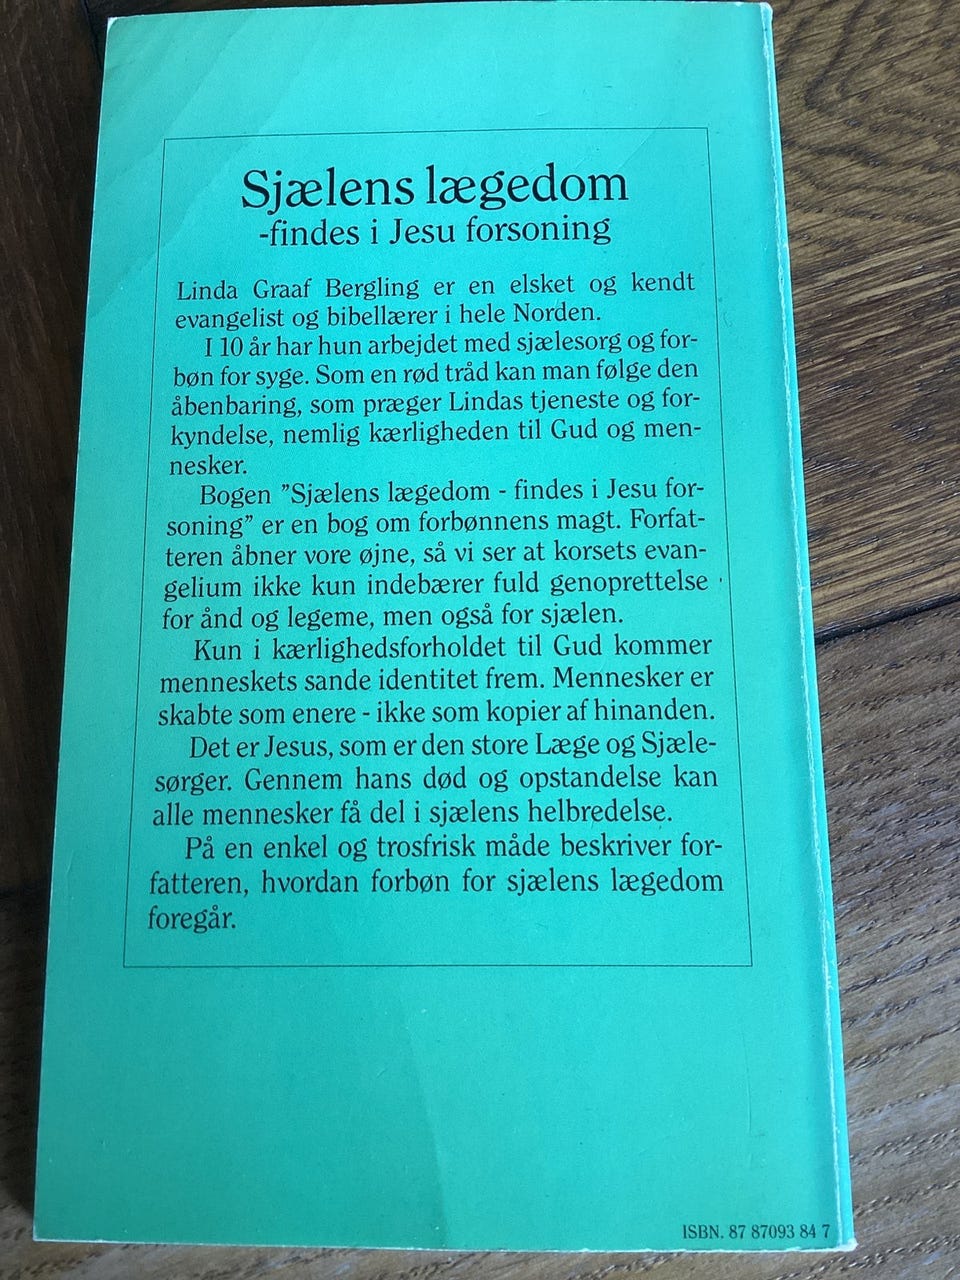 Sjælens lægedom
-findes i Jesu forsoning
Linda Graaf Bergling er en elsket og kendt
evangelist og bibellærer i hele Norden.
I 10 år har hun arbejdet med sjælesorg og for-
bøn for syge. Som en rød tråd kan man følge den
åbenbaring, som præger Lindas tjeneste og for-
kyndelse, nemlig kærligheden til Gud og men-
nesker.
Bogen ”Sjælens lægedom - findes i Jesu for-
soning” er en bog om forbønnens magt. Forfat-
teren åbner vore øjne, så vi ser at korsets evan-
gelium ikke kun indebærer fuld genoprettelse
for ånd og legeme, men også for sjælen.
Kun i kærlighedsforholdet til Gud kommer
menneskets sande identitet frem. Mennesker er
skabte som enere - ikke som kopier af hinanden.
Det er Jesus, som er den store Læge og Sjæle-
sørger. Gennem hans død og opstandelse kan
alle mennesker få del i sjælens helbredelse.
På en enkel og trosfrisk måde beskriver for-
fatteren, hvordan forbøn for sjælens lægedom
foregår.
ISBN. 87 87093 84 7